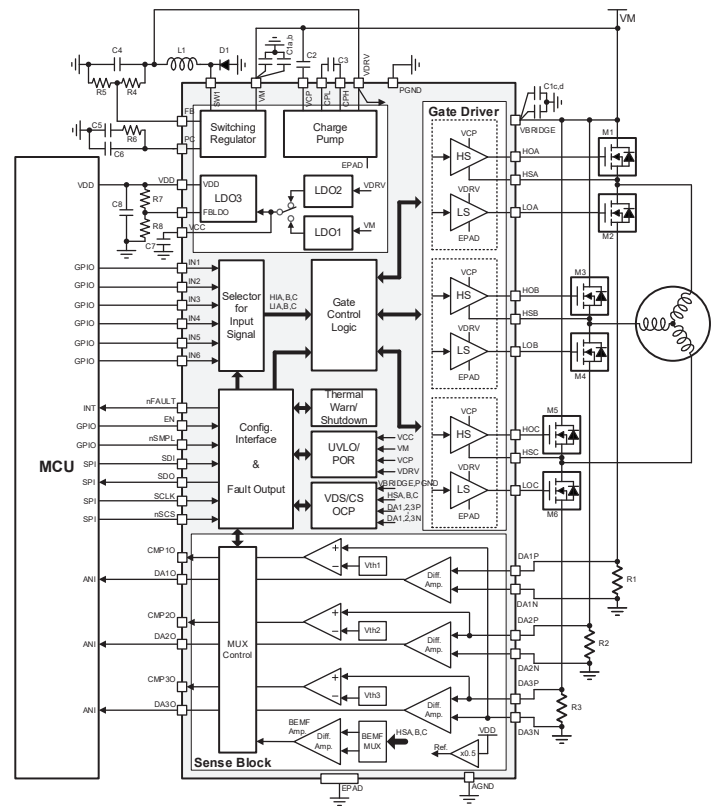 VM
C4
L1
D1
C1a,b
C2
C3
VDRV
R5
R4
SW1
VM
VCP
CPL
CPH
PGND
C1c,d
FB
PC
C5
R6
C6
Switching
Regulator
Charge
Pump
EPAD
Gate Driver
VBRIDGE
VCP
HS
VDRV
LS
EPAD
HOA
HSA
LOA
M1
M2
VDD
VDD
VDD
LDO3
FBLDO
LDO2
VDRV
LDO1
VM
C8
R7
R8
C7
VCC
GPIO
IN1
GPIO
IN2
GPIO
IN3
GPIO
IN4
GPIO
IN5
GPIO
IN6
Selector
for
Input
Signal
HIA,B,C
LIA,B,C
Gate
Control
Logic
VCP
HS
VDRV
LS
EPAD
HOB
HSB
LOB
M3
M4
MCU
INT
nFAULT
GPIO
EN
GPIO
nSMPL
SPI
SDI
SPI
SDO
SPI
SCLK
SPI
nSCS
Config.
Interface
&
Fault Output
Thermal
Warn/
Shutdown
UVLO/
POR
VCC
VM
VCP
VDRV
VDS/CS
OCP
VBRIDGE,PGND
HSA,B,C
DA1,2,3P
DA1,2,3N
VCP
HS
VDRV
LS
EPAD
HOC
HSC
LOC
M5
M6
CMP1O
ANI
DA1O
CMP2O
ANI
DA2O
CMP3O
ANI
DA3O
MUX
Control
+
−
Vth1
Diff.
Amp.
DA1P
DA1N
R1
+
−
Vth2
Diff.
Amp.
DA2P
DA2N
R2
+
−
Vth3
Diff.
Amp.
DA3P
DA3N
R3
BEMF
Amp.
Diff.
Amp.
BEMF
MUX
HSA,B,C
Ref.
x0.5
VDD
Sense Block
EPAD
AGND